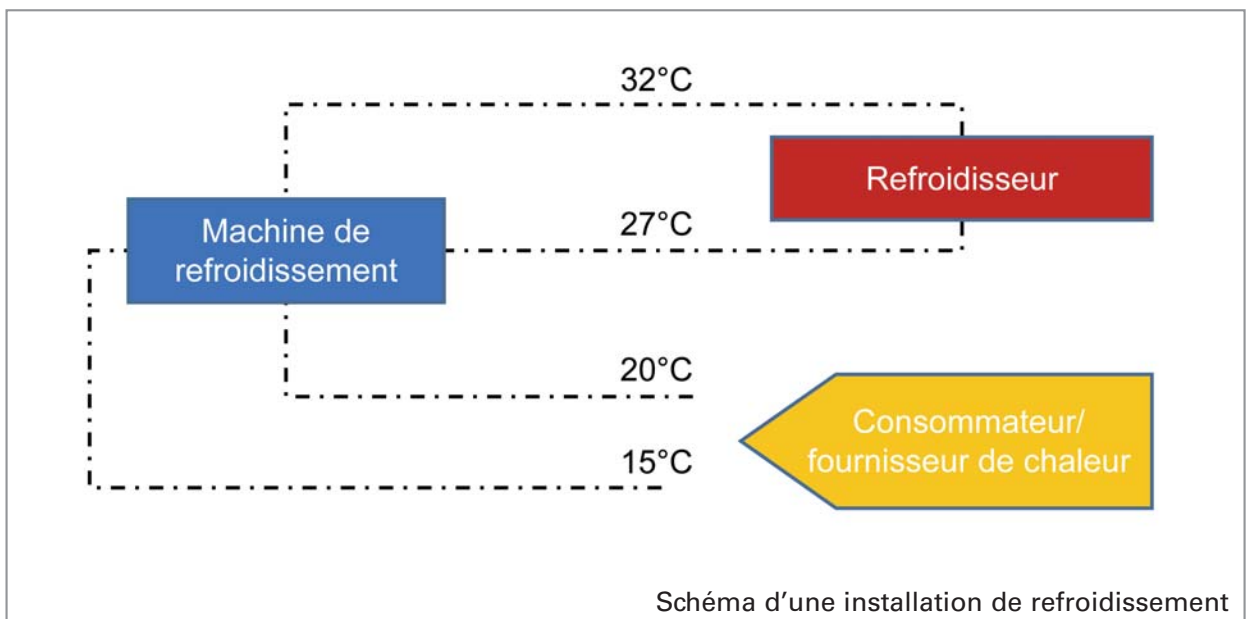 32°C
Refroidisseur
Machine de
refroidissement
27°C
20°C
Consommateur/
fournisseur de chaleur
15°C
Schéma d’une installation de refroidissement